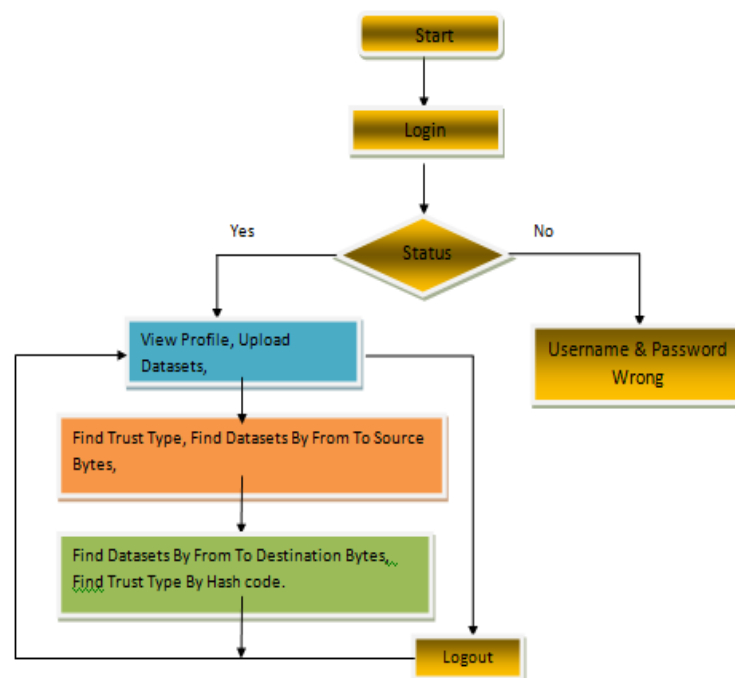 Start
Login
Yes
No
Status
View Profile, Upload
Datasets,
Username & Password
Wrong
Find Trust Type, Find Datasets By From To Source
Bytes,
Find Datasets By From To Destination Bytes,
Find Trust Type By Hash code.
Logout